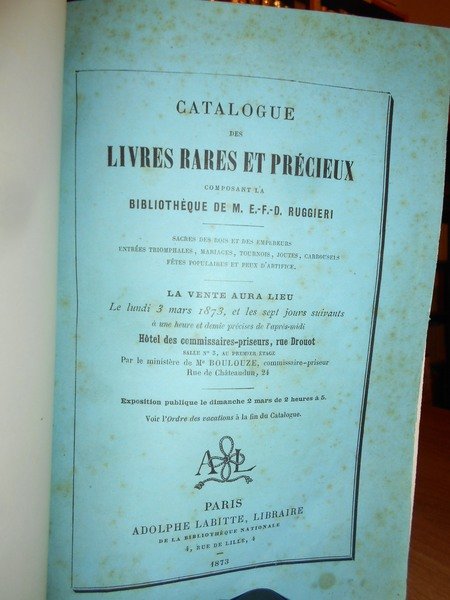 CATALOGUE
DES
LIVRES RARES ET PRÉCIEUX
COMPOSANT LA
BIBLIOTHÈQUE DE M. E.-F.-D. RUGGIERI
SACRES DES ROIS ET DES EMPEREURS
ENTRÉES TRIOMPHALES, MARIAGES, TOURNOIS, JOUTES, CARROUSELS
FÊTES POPULAIRES ET FEUX D'ARTIFICE.
LA VENTE AURA LIEU
Le lundi 3 mars 1873, et les sept jours suivants
à une heure et demie précises de l'après-midi
Hôtel des commissaires-priseurs, rue Drouot
SALLE N° 3, AU PREMIER ÉTAGE
Par le ministère de Me BOULOUZE, commissaire-priseur
Rue de Châteaudun, 24
Exposition publique le dimanche 2 mars de 2 heures à 5.
Voir l'Ordre des vacations à la fin du Catalogue.
A L
PARIS
ADOLPHE LABITTE, LIBRAIRE
DE LA BIBLIOTHÈQUE NATIONALE
4, RUE DE LILLE, 4
1873